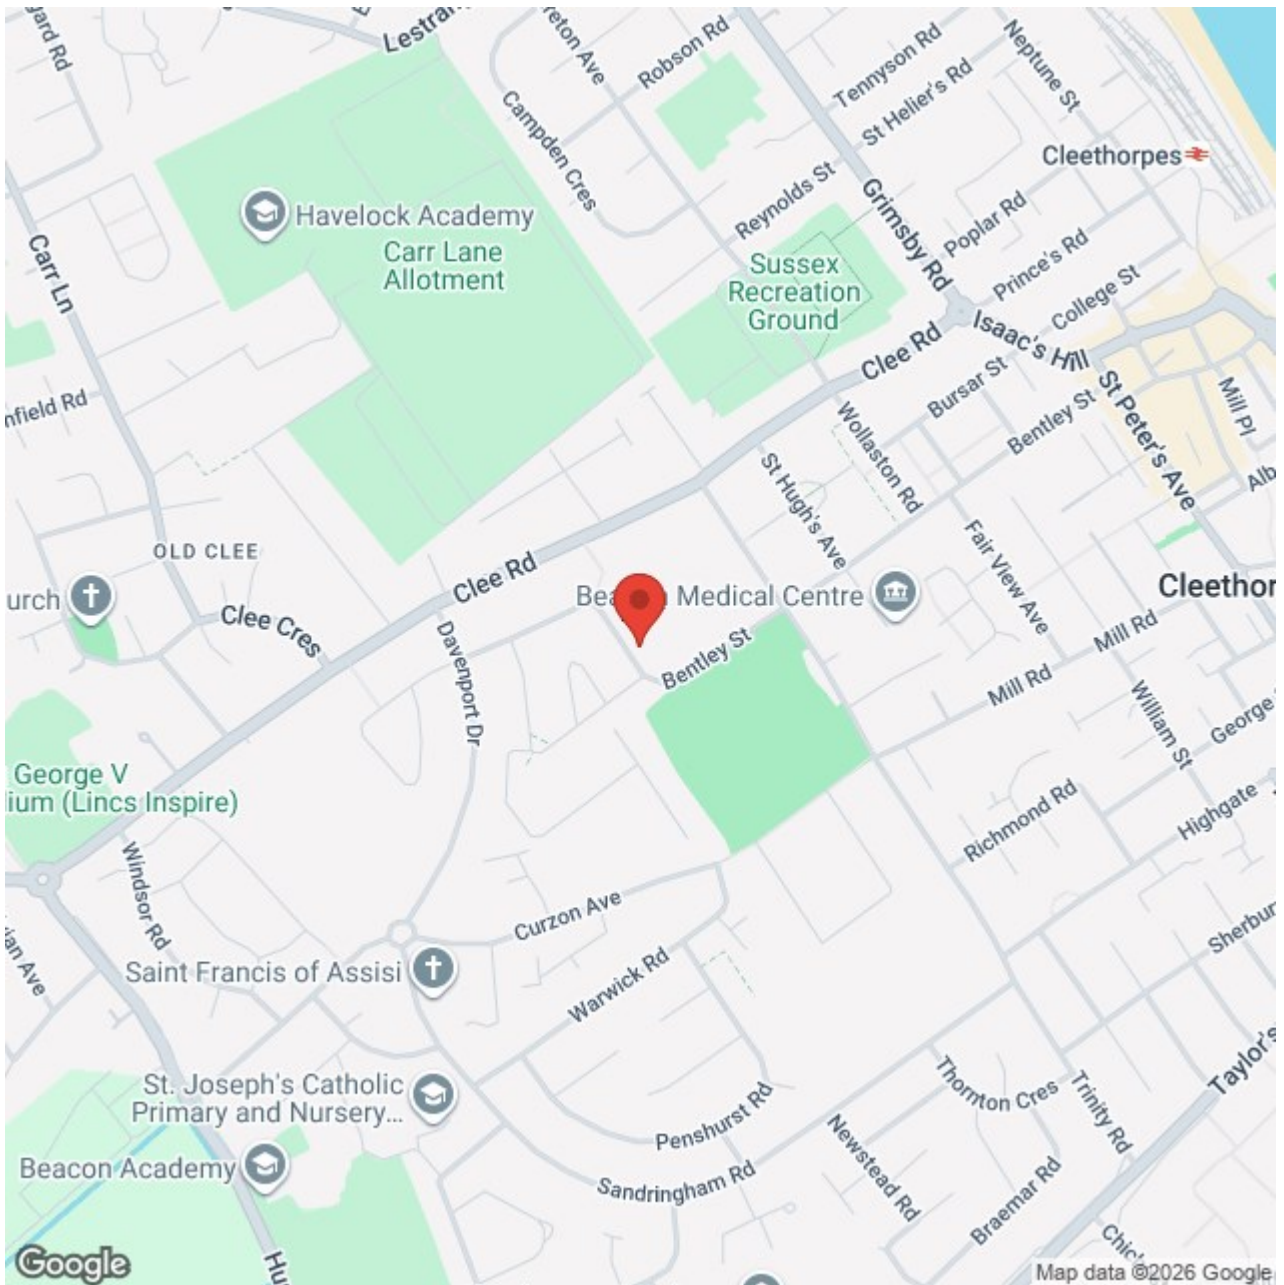 Lestran
gard Rd
reton Ave
Robson Rd
Tennyson Rd
Neptune St
St Helier's Rd
Campden Cres
Cleethorpes
Reynolds St
Havelock Academy
Grimsby Rd
Poplar Rd
Carr Lane
Allotment
Carr Ln
Sussex
Recreation
Ground
Prince's Rd
College St
Clee Rd
Isaac's Hill
Bursar St
St Peter's Ave
Mill Pl
nfield Rd
Wollaston Rd
Bentley St
Alb
St Hugh's Ave
OLD CLEE
Fair View Ave
Clee Rd
urch
Medical Centre
Cleethor
Clee Cres
Davenport Dr
Bentley St
Mill Rd
Mill Rd
William St
George
George V
ium (Lincs Inspire)
Richmond Rd
Highgate
Windsor Rd
Curzon Ave
Sherbur
Saint Francis of Assisi
Warwick Rd
Taylor's
St. Joseph's Catholic
Primary and Nursery...
Thornton Cres
Trinity Rd
Penshurst Rd
Newstead Rd
Beacon Academy
Sandringham Rd
Braemar Rd
Google
Map data ©2026 Google